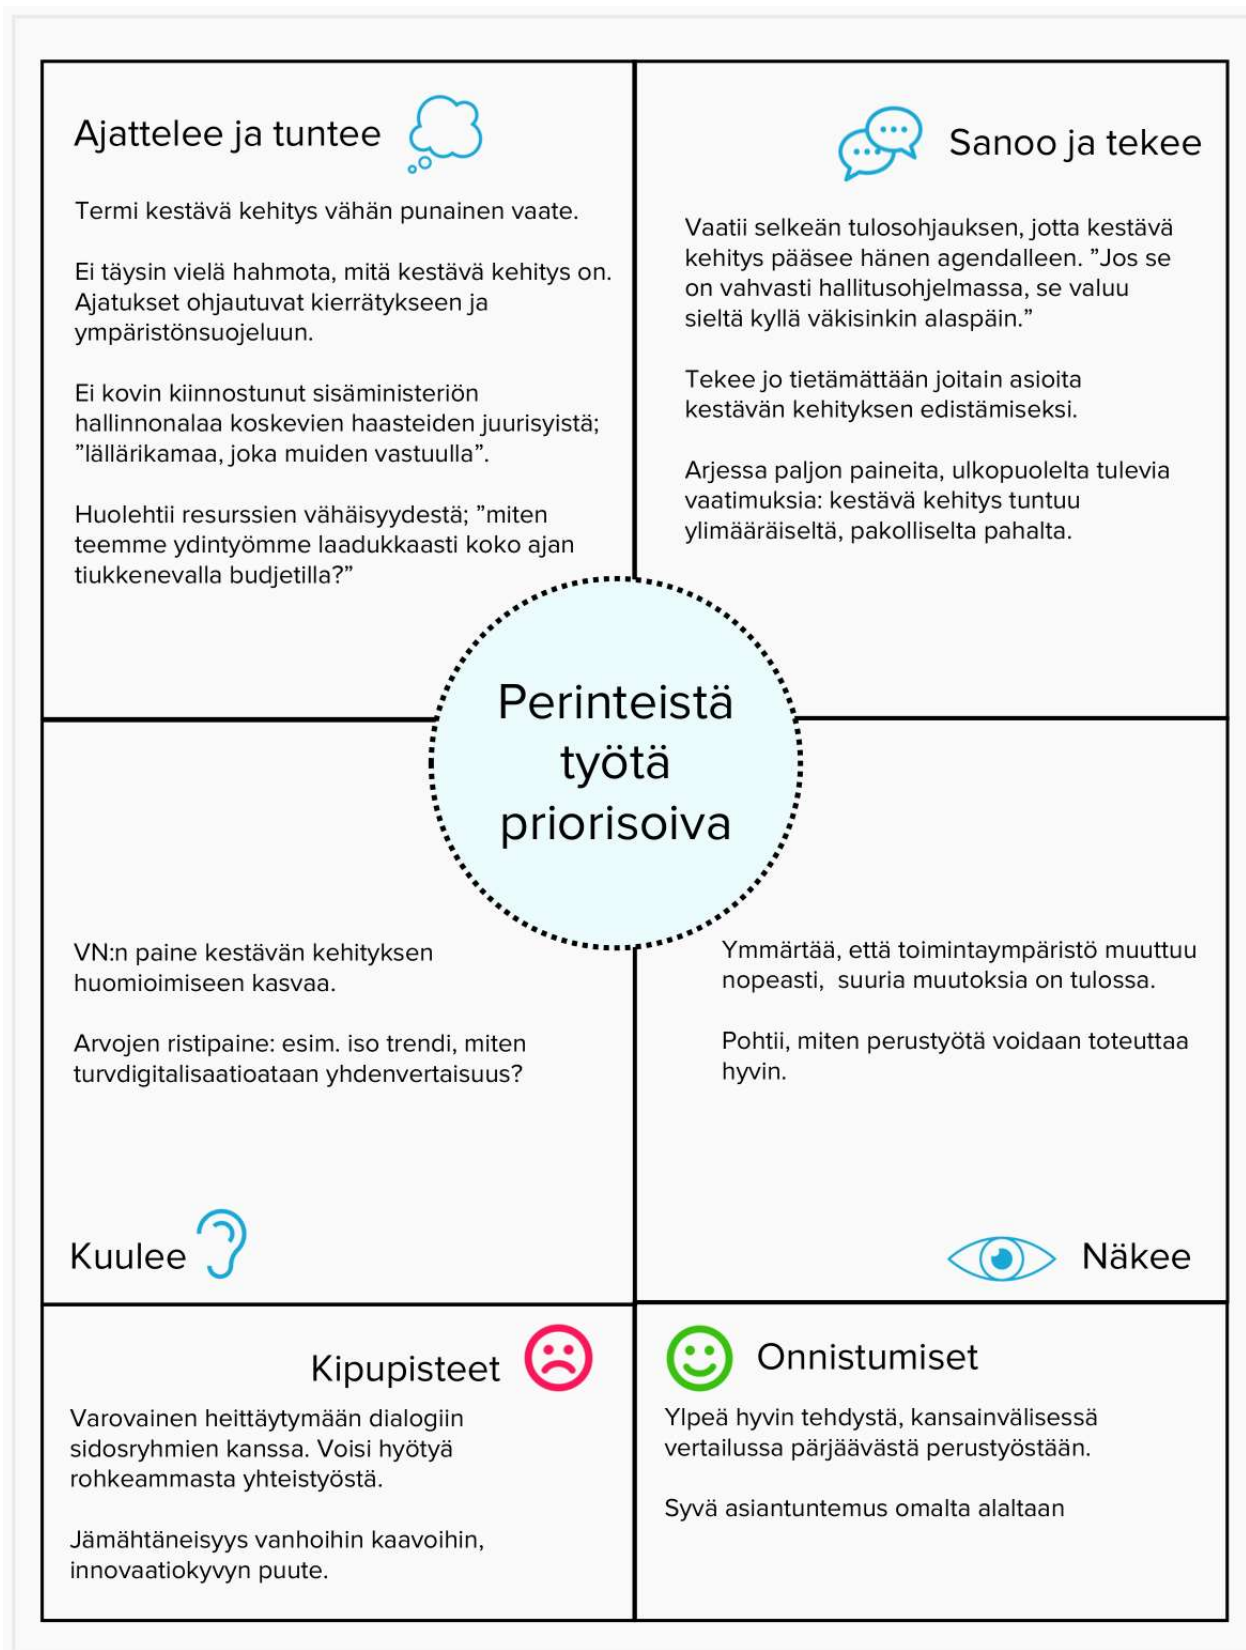 Ajattelee ja tuntee
Termi kestävä kehitys vähän punainen vaate.
Ei täysin vielä hahmota, mitä kestävä kehitys on.
Ajatukset ohjautuvat kierrätykseen ja
ympäristönsuojeluun.
Ei kovin kiinnostunut sisäministeriön
hallinnonalaa koskevien haasteiden juurisyistä;
”lällärikamaa, joka muiden vastuulla”.
Huolehtii resurssien vähäisyydestä; ”miten
teemme ydintyömme laadukkaasti koko ajan
tiukkenevalla budjetilla?”
Sanoo ja tekee
Vaatii selkeän tulosohjauksen, jotta kestävä
kehitys pääsee hänen agendalleen. ”Jos se
on vahvasti hallitusohjelmassa, se valuu
sieltä kyllä väkisinkin alaspäin.”
Tekee jo tietämättään joitain asioita
kestävän kehityksen edistämiseksi.
Arjessa paljon paineita, ulkopuolelta tulevia
vaatimuksia: kestävä kehitys tuntuu
ylimääräiseltä, pakolliselta pahalta.
Perinteistä
työtä
priorisoiva
VN:n paine kestävän kehityksen
huomioimiseen kasvaa.
Arvojen ristipaine: esim. iso trendi, miten
turvdigitalisaatioataan yhdenvertaisuus?
Kuulee
Ymmärtää, että toimintaympäristö muuttuu
nopeasti, suuria muutoksia on tulossa.
Pohtii, miten perustyötä voidaan toteuttaa
hyvin.
Näkee
Kipupisteet
Varovainen heittäytymään dialogiin
sidosryhmien kanssa. Voisi hyötyä
rohkeammasta yhteistyöstä.
Jämähtäneisyys vanhoihin kaavoihin,
innovaatiokyvyn puute.
Onnistumiset
Ylpeä hyvin tehdystä, kansainvälisessä
vertailussa pärjäävästä perustyöstään.
Syvä asiantuntemus omalta alaltaan